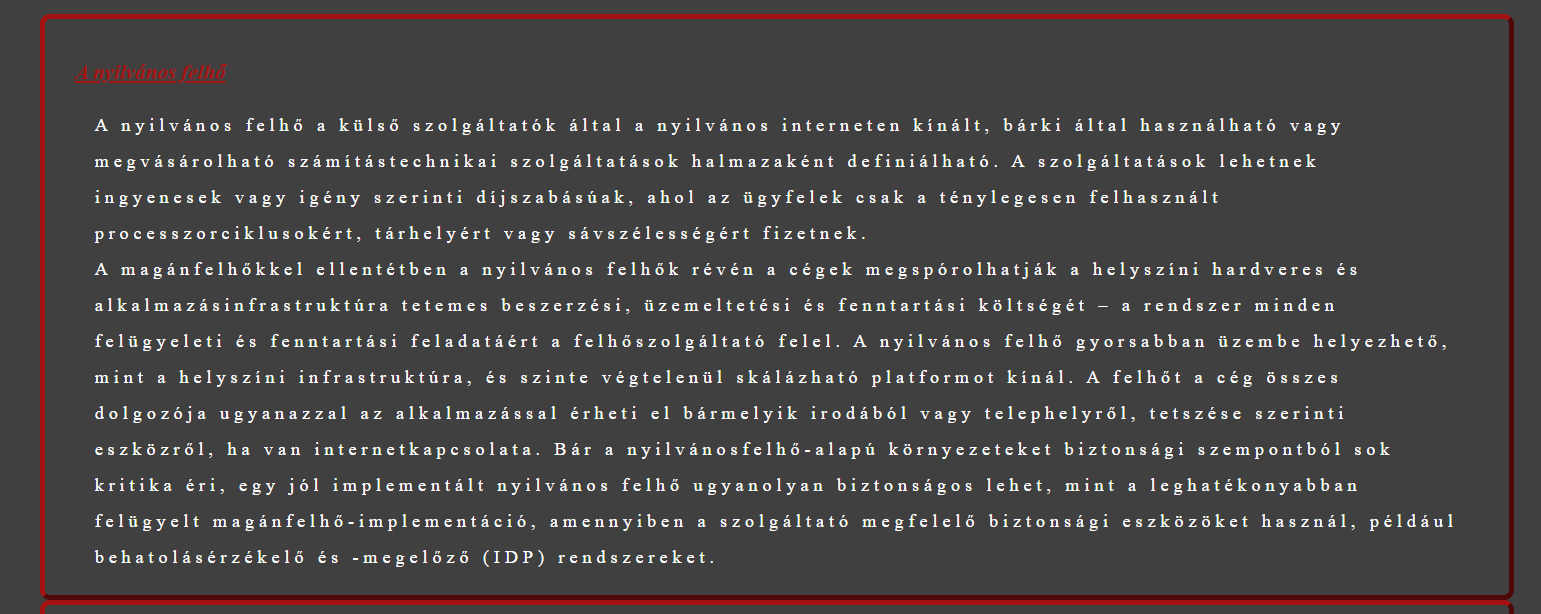 A nyilvános felhő
A nyilvános felhő a külső szolgáltatók által a nyilvános interneten kínált, bárki által használható vagy
megvásárolható számítástechnikai szolgáltatások halmazaként definiálható. A szolgáltatások lehetnek
ingyenesek vagy igény szerinti díjszabásúak, ahol az ügyfelek csak a ténylegesen felhasznált
processzorciklusokért, tárhelyért vagy sávszélességért fizetnek.
A magánfelhőkkel ellentétben a nyilvános felhők révén a cégek megspórolhatják a helyszíni hardveres és
alkalmazásinfrastruktúra tetemes beszerzési, üzemeltetési és fenntartási költségét – a rendszer minden
felügyeleti és fenntartási feladatáért a felhőszolgáltató felel. A nyilvános felhő gyorsabban üzembe helyezhető,
mint a helyszíni infrastruktúra, és szinte végtelenül skálázható platformot kínál. A felhőt a cég összes
dolgozója ugyanazzal az alkalmazással érheti el bármelyik irodából vagy telephelyről, tetszése szerinti
eszközről, ha van internetkapcsolata. Bár a nyilvánosfelhő-alapú környezeteket biztonsági szempontból sok
kritika éri, egy jól implementált nyilvános felhő ugyanolyan biztonságos lehet, mint a leghatékonyabban
felügyelt magánfelhő-implementáció, amennyiben a szolgáltató megfelelő biztonsági eszközöket használ, például
behatolásérzékelő és -megelőző (IDP) rendszereket.